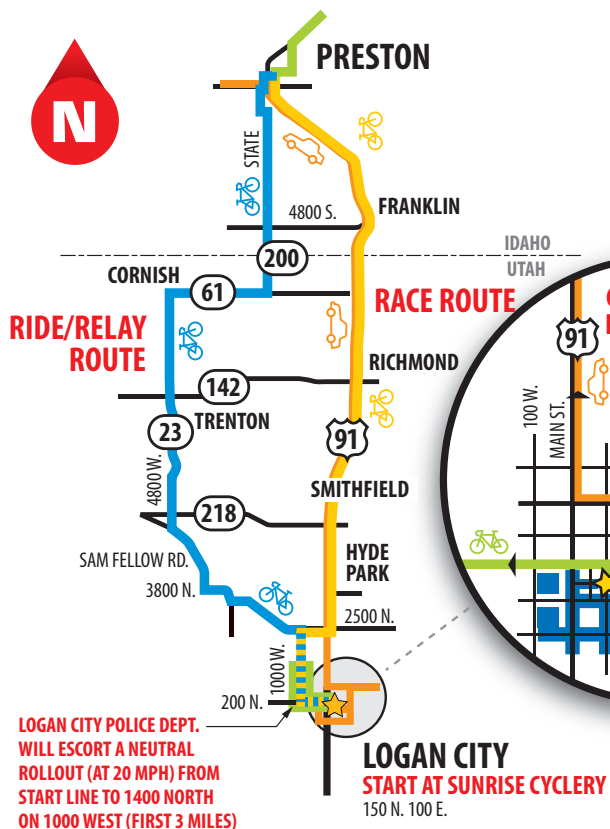 N
PRESTON
STATE
FRANKLIN
4800 S.
IDAHO
UTAH
200
CORNISH
61
RACE ROUTE
RIDE/RELAY
ROUTE
91
100 W.
MAIN ST.
RICHMOND
142
TRENTON
23
91
4800 W.
SMITHFIELD
218
SAM FELLOW RD.
HYDE
PARK
3800 N.
2500 N.
1000 W.
200 N.
LOGAN CITY POLICE DEPT.
WILL ESCORT A NEUTRAL
ROLLOUT (AT 20 MPH) FROM
START LINE TO 1400 NORTH
ON 1000 WEST (FIRST 3 MILES)
LOGAN CITY
START AT SUNRISE CYCLERY
150 N. 100 E.